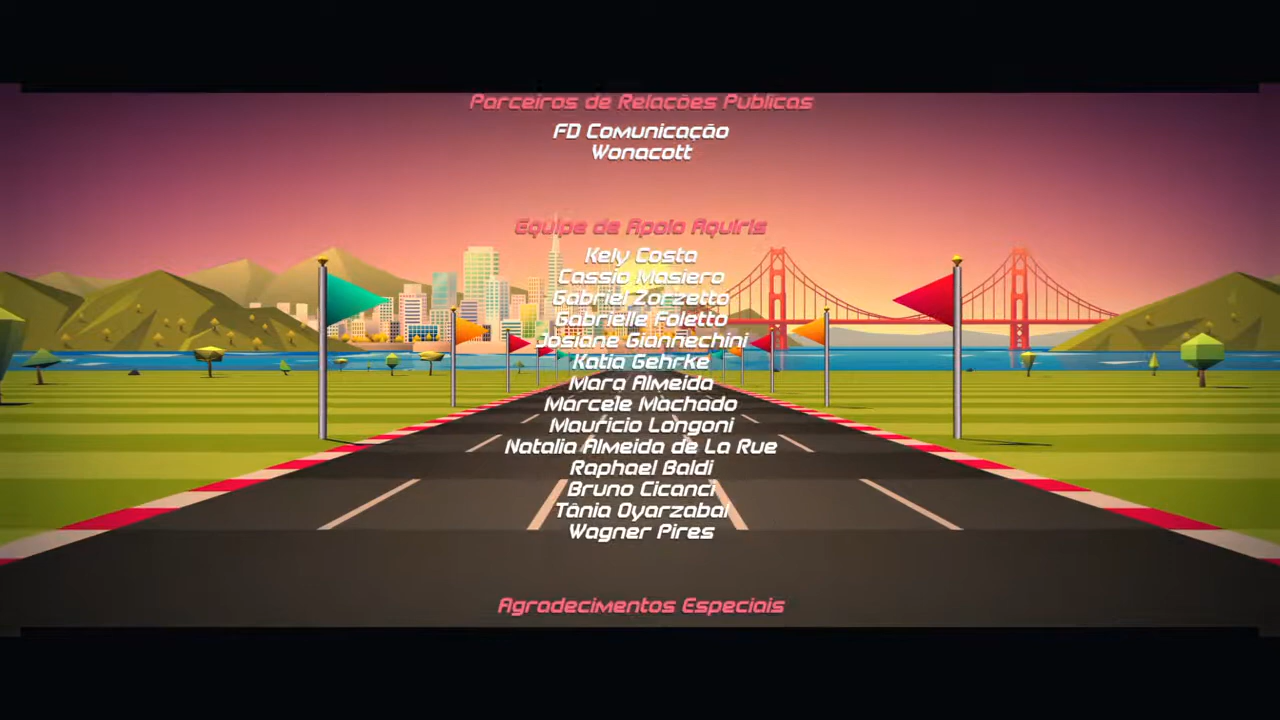 Parceiros de Relações Públicas
FD Comunicação
Wonacott
Equipe de Apoio Aquiris
Kely Costa
Cassio Masiero
Gabriel Zorzetto
Gabrielle Foletto
Josiane Giannechini
Katia Gehrke
Mara Almeida
Marcele Machado
Mauricio Longoni
Natalia Almeida de La Rue
Raphael Baldi
Bruno Cicanci
Tânia Oyarzabal
Wagner Pires
Agradecimentos Especiais